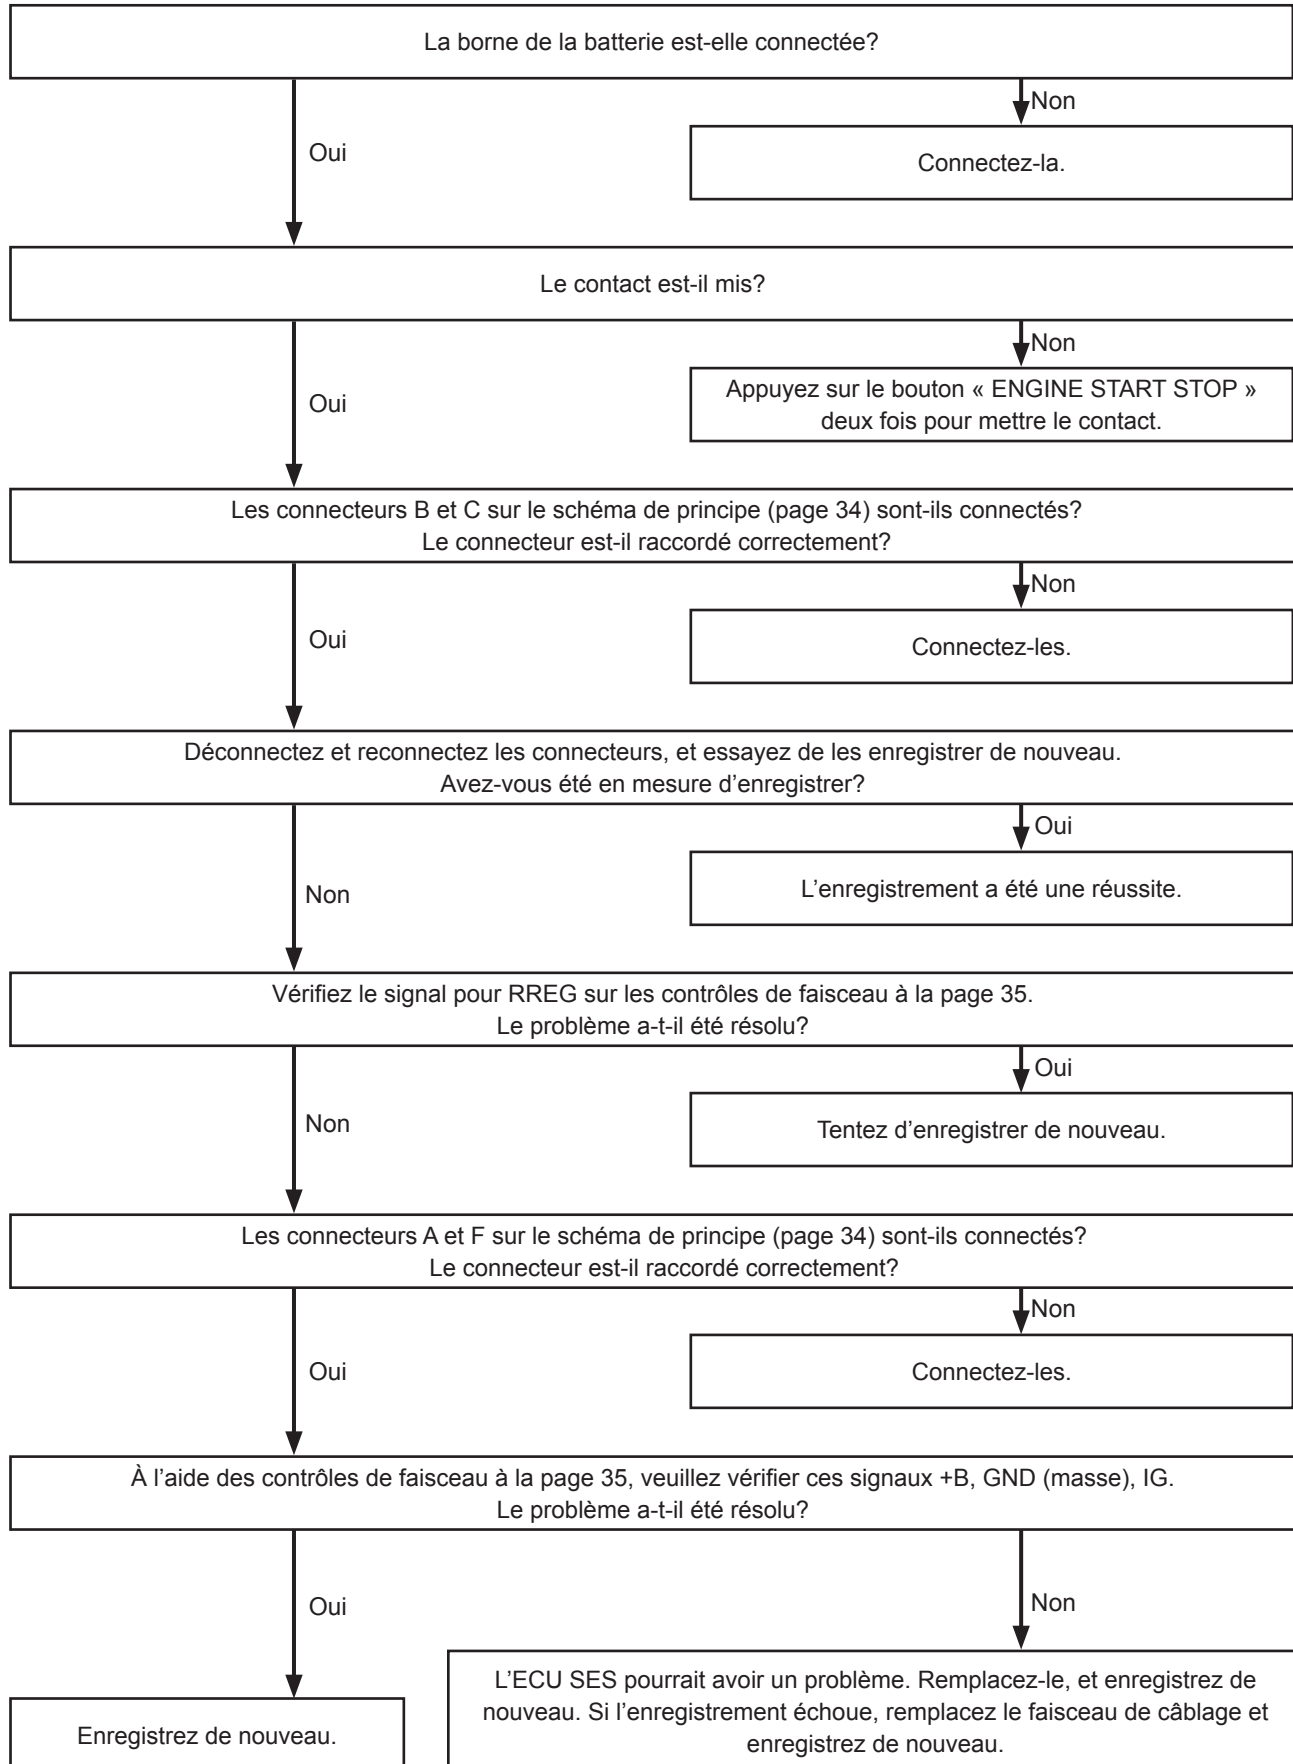 La borne de la batterie est-elle connectée?
Non
Oui
Connectez-la.
Le contact est-il mis?
Non
Oui
Appuyez sur le bouton « ENGINE START STOP »
deux fois pour mettre le contact.
Les connecteurs B et C sur le schéma de principe (page 34) sont-ils connectés?
Le connecteur est-il raccordé correctement?
Non
Oui
Connectez-les.
Déconnectez et reconnectez les connecteurs, et essayez de les enregistrer de nouveau.
Avez-vous été en mesure d’enregistrer?
Oui
Non
L’enregistrement a été une réussite.
Vérifiez le signal pour RREG sur les contrôles de faisceau à la page 35.
Le problème a-t-il été résolu?
Oui
Non
Tentez d’enregistrer de nouveau.
Les connecteurs A et F sur le schéma de principe (page 34) sont-ils connectés?
Le connecteur est-il raccordé correctement?
Non
Oui
Connectez-les.
À l’aide des contrôles de faisceau à la page 35, veuillez vérifier ces signaux +B, GND (masse), IG.
Le problème a-t-il été résolu?
Oui
Non
Enregistrez de nouveau.
L’ECU SES pourrait avoir un problème. Remplacez-le, et enregistrez de
nouveau. Si l’enregistrement échoue, remplacez le faisceau de câblage et
enregistrez de nouveau.